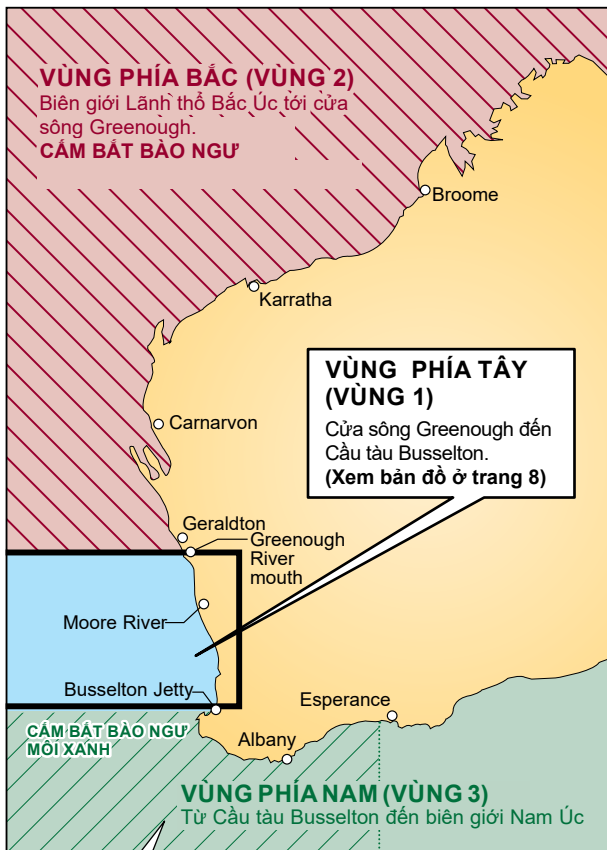 VÙNG PHÍA BẮC (VÙNG 2)
Biên giới Lãnh thổ Bắc Úc tới cửa
sông Greenough.
CẤM BẮT BÀO NGƯ
Broome
Karratha
VÙNG PHÍA TÂY
(VÙNG 1)
Cửa sông Greenough đến
Cầu tàu Busselton.
(Xem bản đồ ở trang 8)
Carnarvon
Geraldton
Greenough
River
mouth
Moore River
Busselton Jetty
Esperance
CẤM BẮT BÀO NGƯ
MÔI XANH
Albany
VÙNG PHÍA NAM (VÙNG 3)
Từ Cầu tàu Busselton đến biên giới Nam Úc